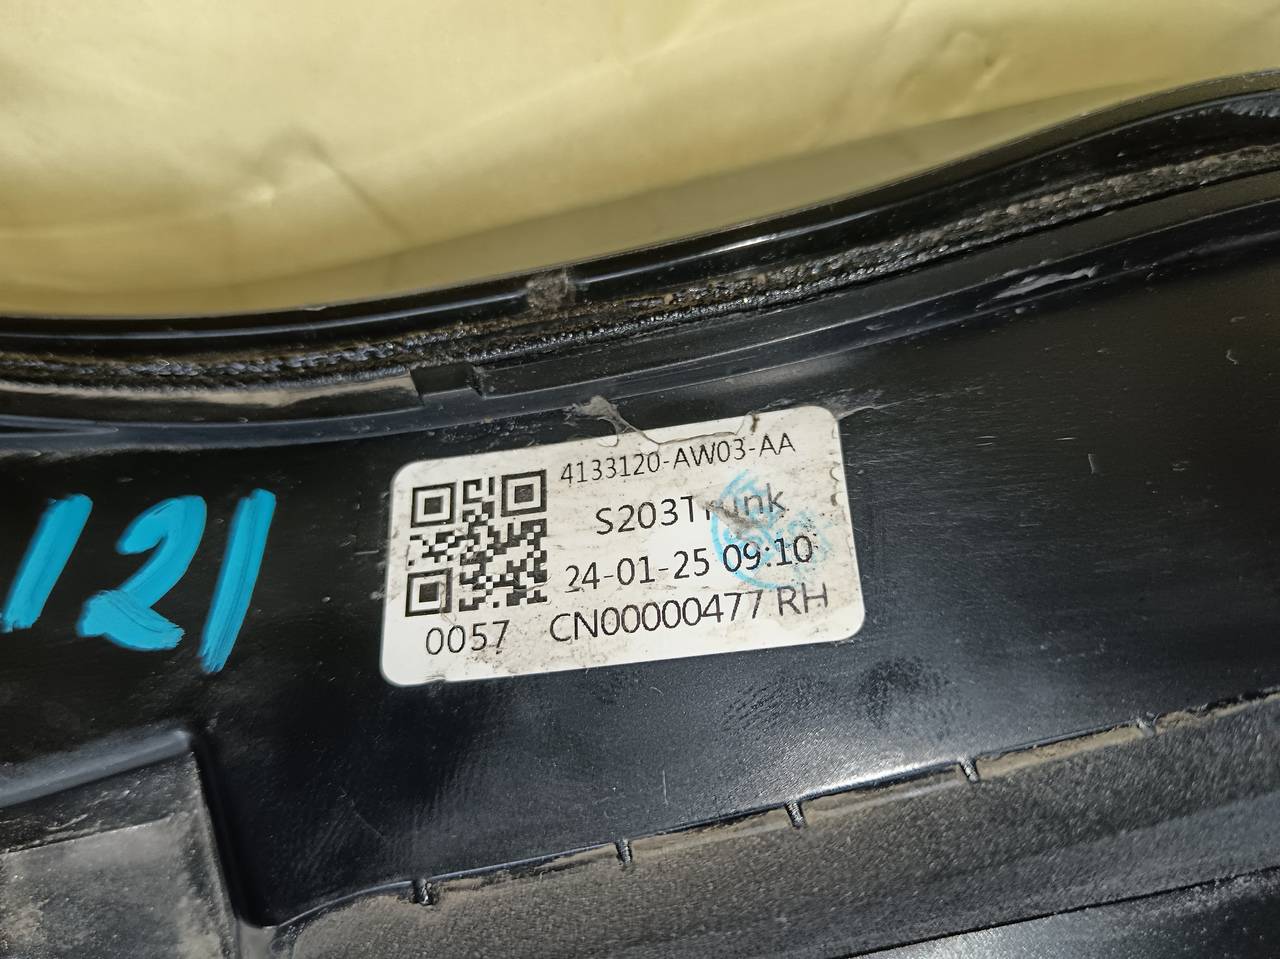 121
4133120-AW03-AA
S203Trunk
24-01-25 09:10
0057 CN00000477 RH